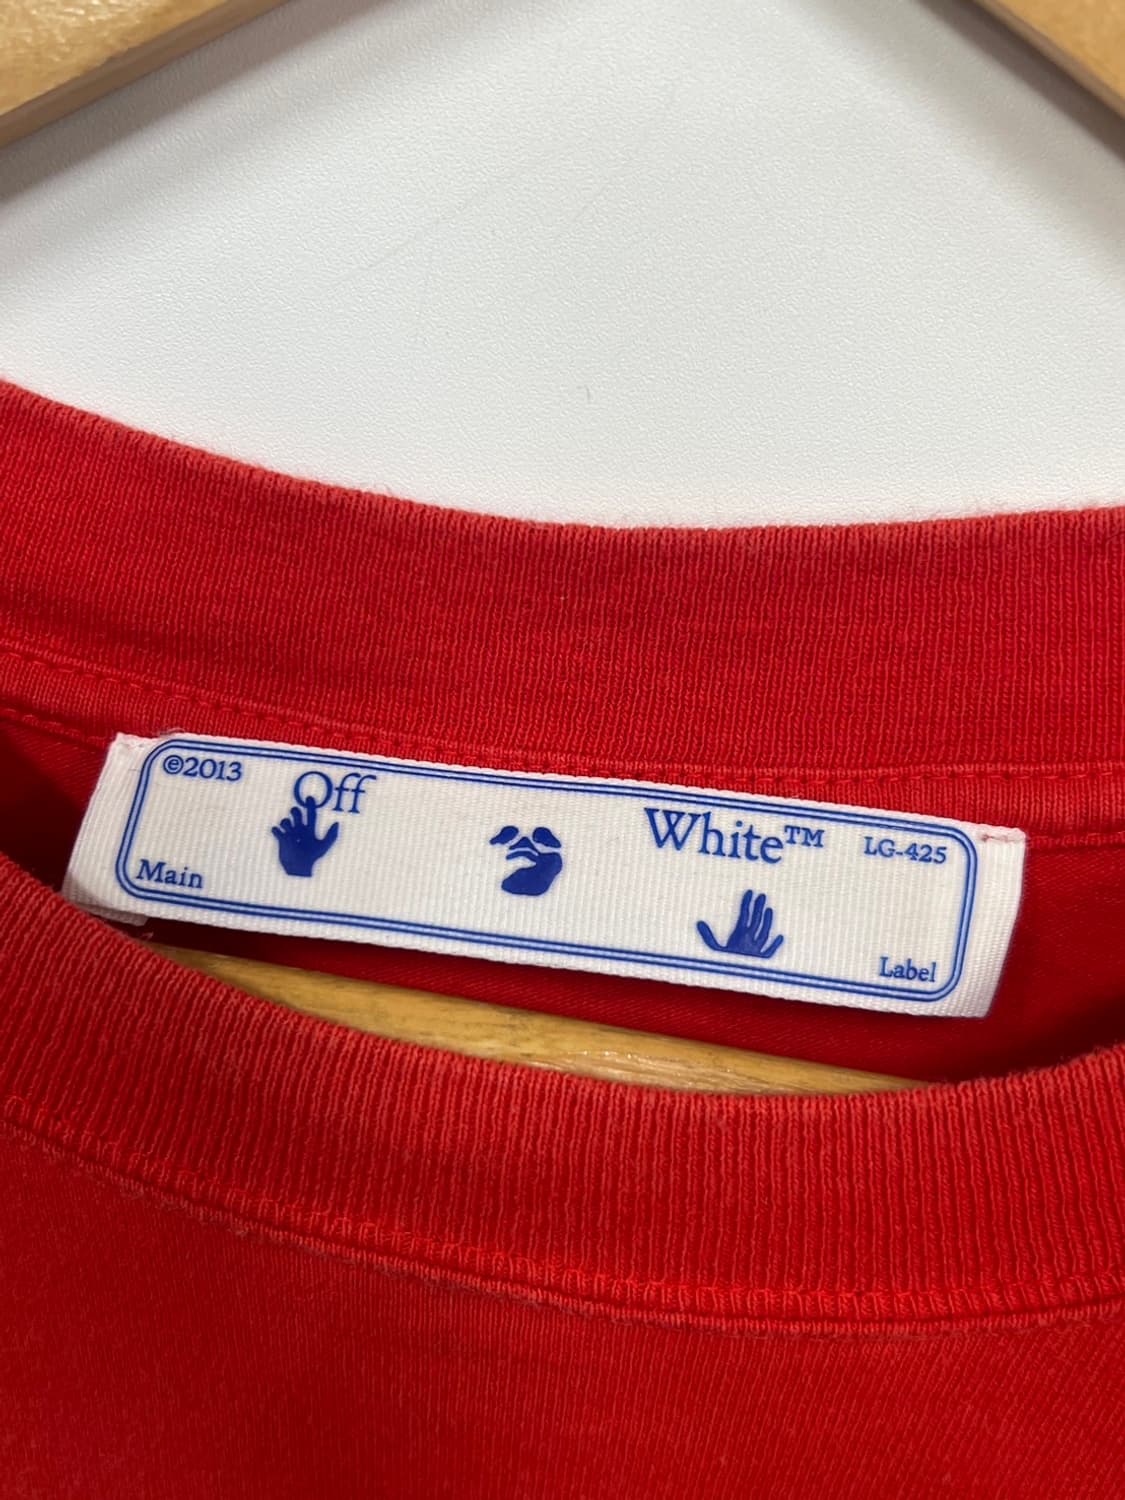 ©2013
Off
White™
LG-425
Main
Label